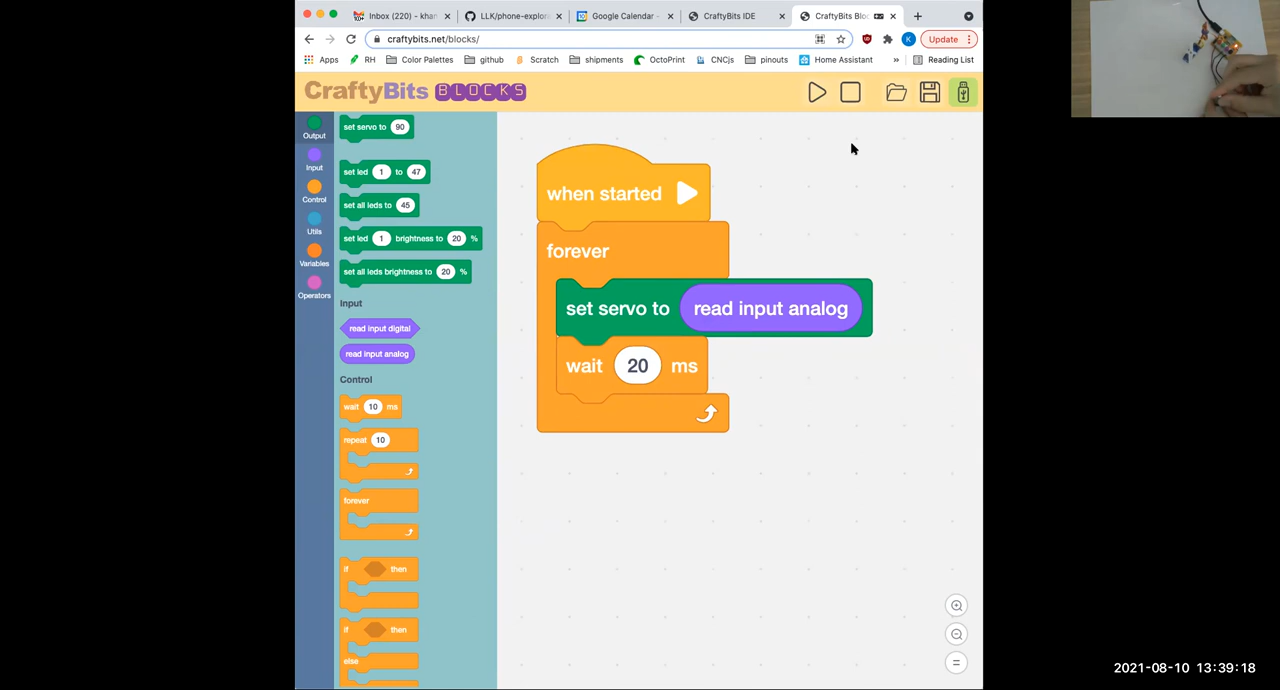 Inbox (220) - khan
LLK/phone-explor
Google Calendar -
CraftyBits IDE
CraftyBits Bloc
craftybits.net/blocks/
K
Update
Apps
RH
Color Palettes
github
Scratch
shipments
OctoPrint
CNCjs
pinouts
Home Assistant
»
Reading List
CraftyBits BLOCKS
Output
Input
Control
Utils
Variables
Operators
set servo to 90
set led 1 to 47
set all leds to 45
set led 1 brightness to 20 %
set all leds brightness to 20 %
Input
read input digital
read input analog
Control
wait 10 ms
repeat 10
forever
if then
if then
else
when started
forever
set servo to read input analog
wait 20 ms
2021-08-10 13:39:18